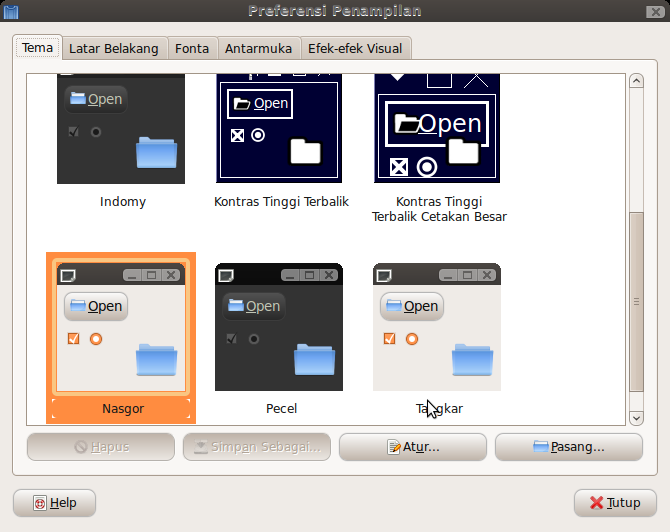 Preferensi Penampilan
Tema
Latar Belakang
Fonta
Antarmuka
Efek-efek Visual
Open
Open
Open
Indomy
Kontras Tinggi Terbalik
Kontras Tinggi
Terbalik Cetakan Besar
Open
Open
Open
Nasgor
Pecel
Hapus
Simpan Sebagai...
Atur...
Pasang...
Help
Tutup